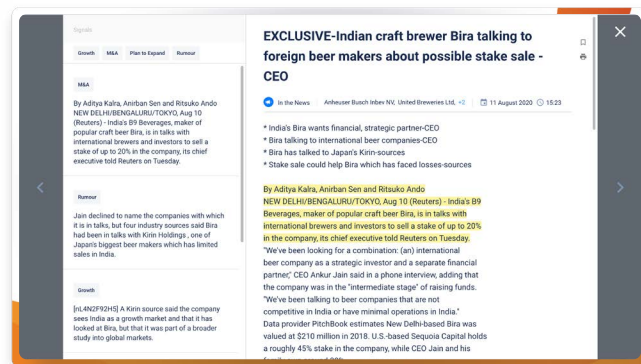 Signals
Growth M&A Plan to Expand Rumour
M&A
By Aditya Kalra, Anirban Sen and Ritsuko Ando
NEW DELHI/BENGALURU/TOKYO, Aug 10
(Reuters) - India's B9 Beverages, maker of
popular craft beer Bira, is in talks with
international brewers and investors to sell a
stake of up to 20% in the company, its chief
executive told Reuters on Tuesday.
Rumour
Jain declined to name the companies with which
it is in talks, but four industry sources said Bira
had been in talks with Kirin Holdings , one of
Japan's biggest beer makers which has limited
sales in India.
Growth
[nL4N2F92H5] A Kirin source said the company
sees India as a growth market and that it has
looked at Bira, but that it was part of a broader
study into global markets.
EXCLUSIVE-Indian craft brewer Bira talking to
foreign beer makers about possible stake sale -
CEO
In the News Anheuser Busch Inbev NV, United Breweries Ltd, +2 11 August 2020 15:23
* India's Bira wants financial, strategic partner-CEO
* Bira talking to international beer companies-CEO
* Bira has talked to Japan's Kirin-sources
* Stake sale could help Bira which has faced losses-sources
By Aditya Kalra, Anirban Sen and Ritsuko Ando
NEW DELHI/BENGALURU/TOKYO, Aug 10 (Reuters) - India's B9
Beverages, maker of popular craft beer Bira, is in talks with
international brewers and investors to sell a stake of up to 20%
in the company, its chief executive told Reuters on Tuesday.
"We've been looking for a combination: (an) international
beer company as a strategic investor and a separate financial
partner," CEO Ankur Jain said in a phone interview, adding that
the company was in the "intermediate stage" of raising funds.
"We've been talking to beer companies that are not
competitive in India or have minimal operations in India."
Data provider PitchBook estimates New Delhi-based Bira was
valued at $210 million in 2018. U.S.-based Sequoia Capital holds
a roughly 45% stake in the company, while CEO Jain and his